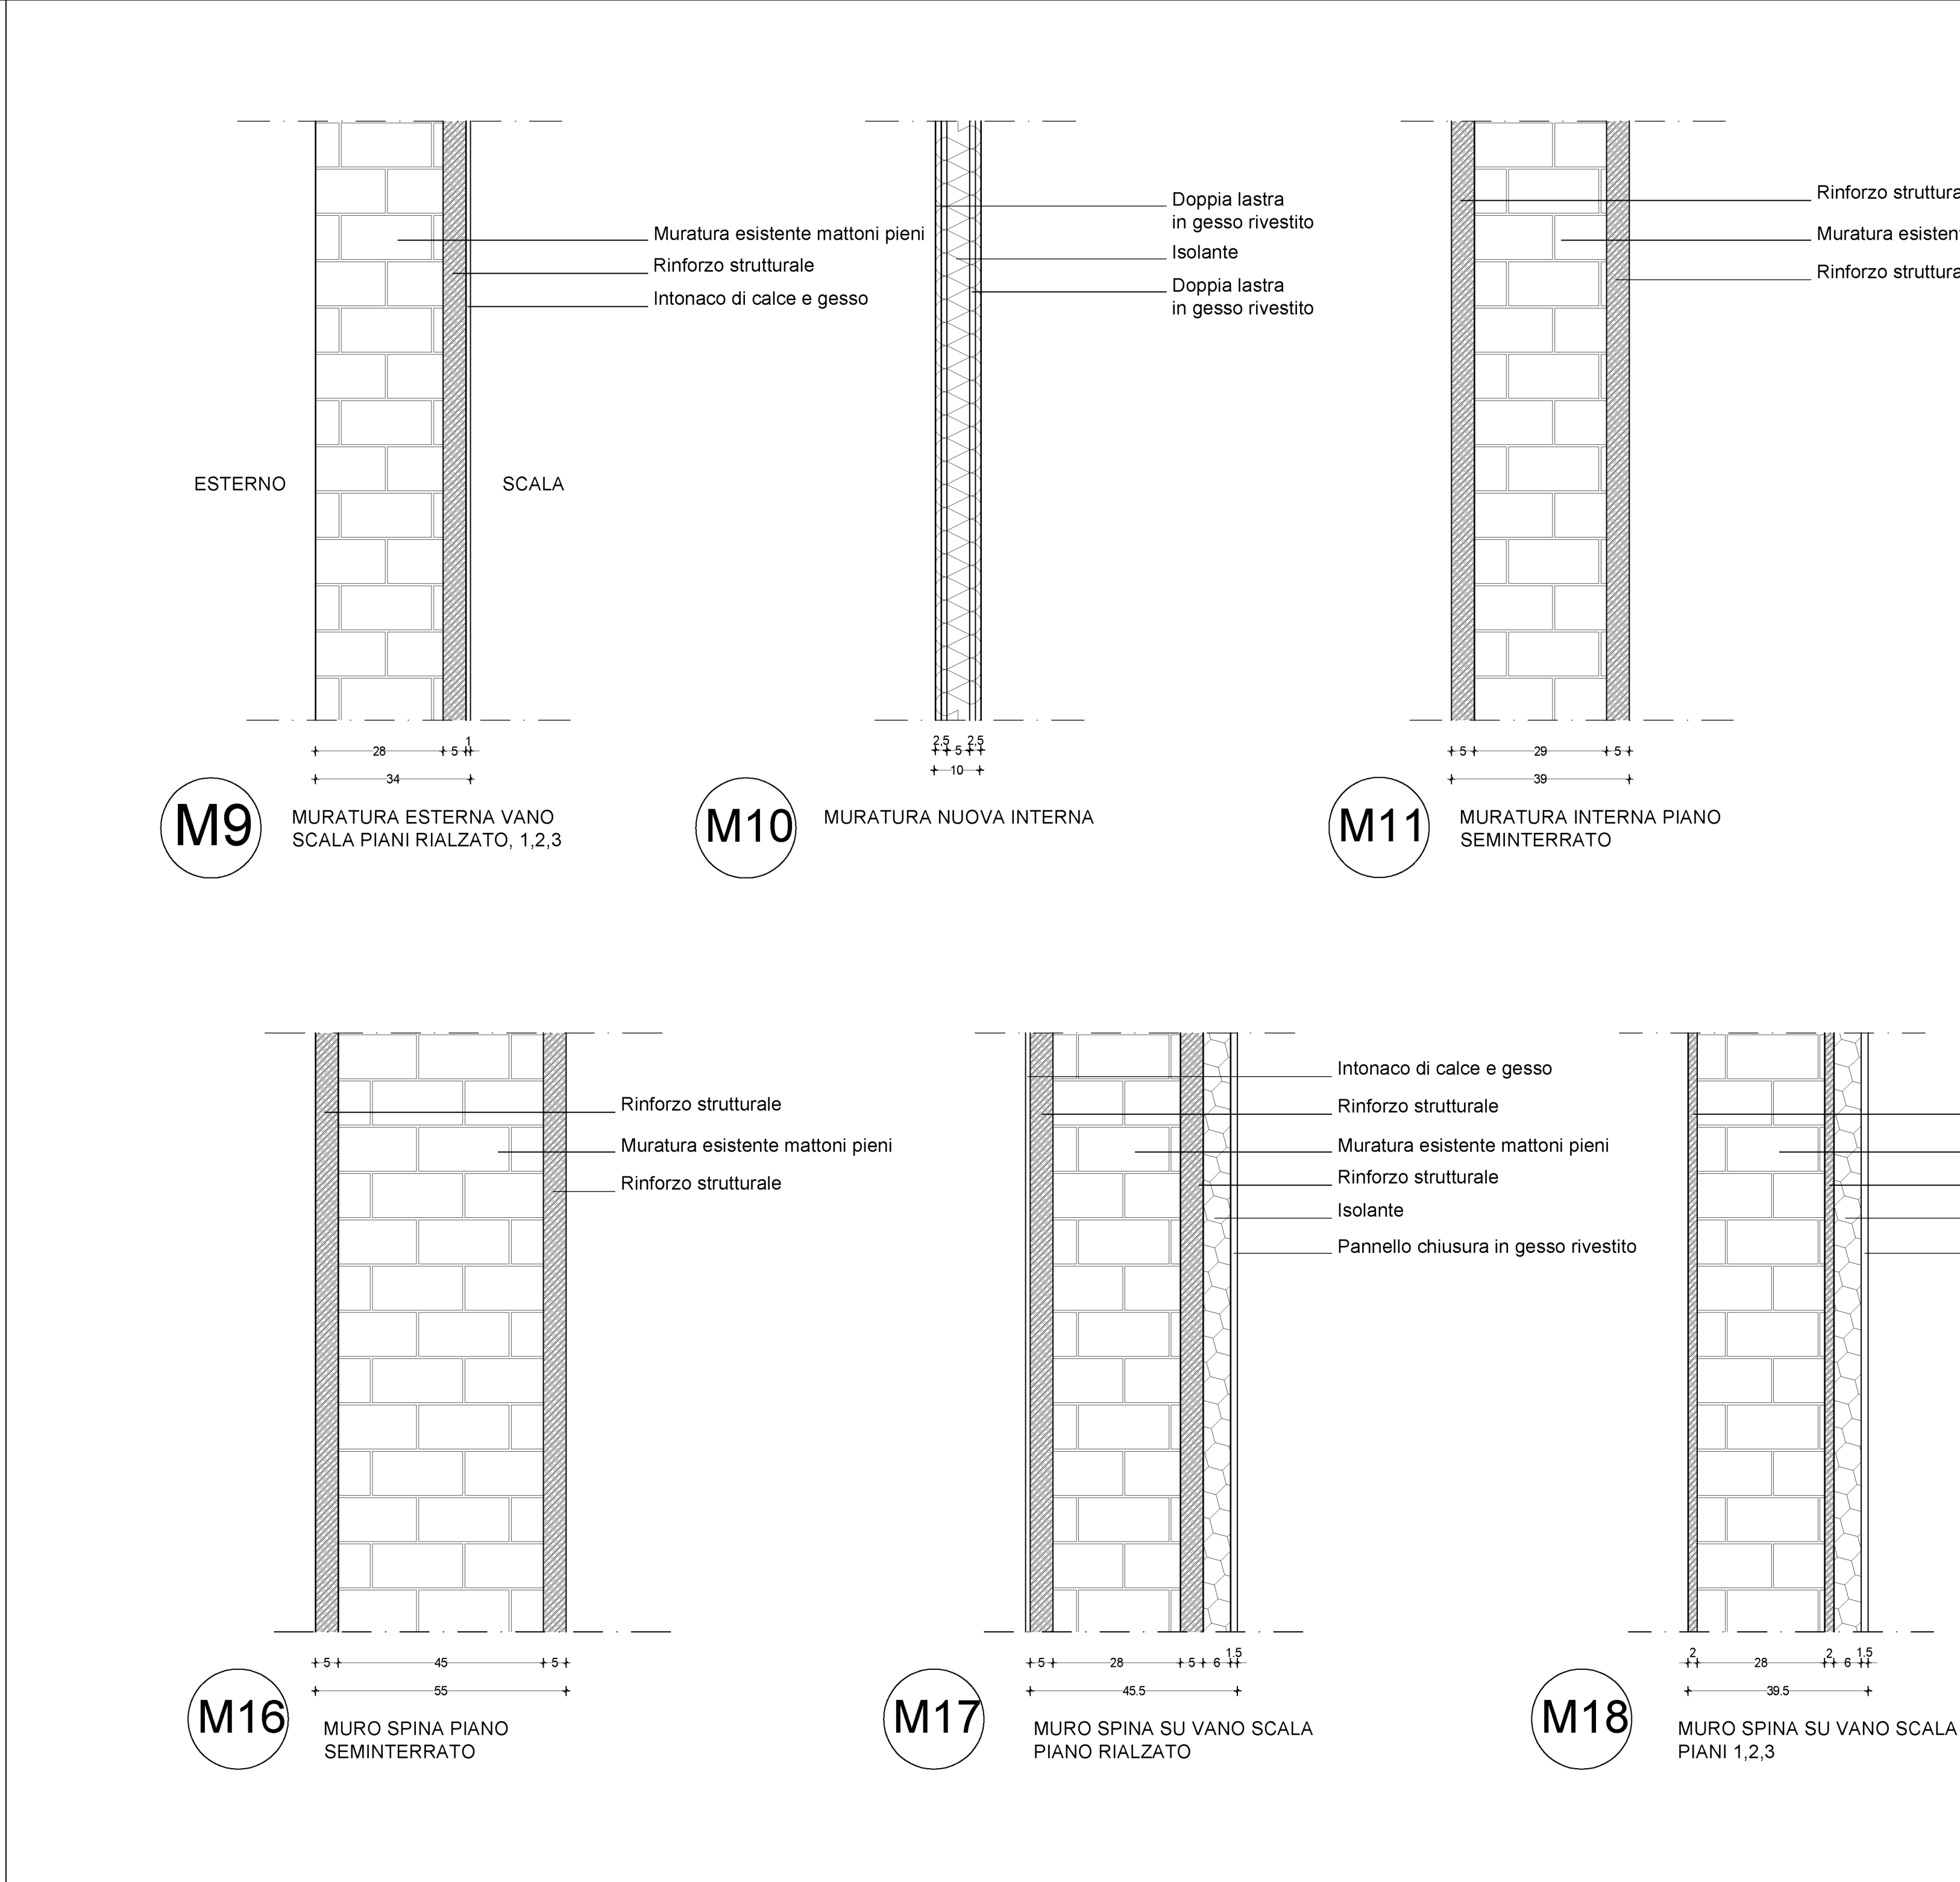 Muratura esistente mattoni pieni
Rinforzo strutturale
Intonaco di calce e gesso
ESTERNO
SCALA
28
5
1
34
M9
MURATURA ESTERNA VANO
SCALA PIANI RIALZATO, 1,2,3
Doppia lastra
in gesso rivestito
Isolante
Doppia lastra
in gesso rivestito
2,5
5
2,5
10
M10
MURATURA NUOVA INTERNA
Rinforzo struttura
Muratura esisten
Rinforzo struttura
5
29
5
39
M11
MURATURA INTERNA PIANO
SEMINTERRATO
Rinforzo strutturale
Muratura esistente mattoni pieni
Rinforzo strutturale
5
45
5
55
M16
MURO SPINA PIANO
SEMINTERRATO
Intonaco di calce e gesso
Rinforzo strutturale
Muratura esistente mattoni pieni
Rinforzo strutturale
Isolante
Pannello chiusura in gesso rivestito
5
28
5
6
1.5
45.5
M17
MURO SPINA SU VANO SCALA
PIANO RIALZATO
2
28
2
6
1.5
39.5
M18
MURO SPINA SU VANO SCALA
PIANI 1,2,3